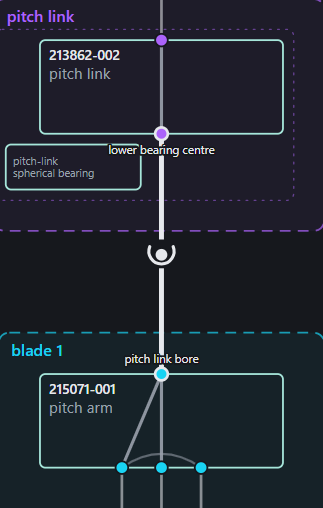 pitch link
213862-002
pitch link
lower bearing centre
pitch-link
spherical bearing
pitch link bore
blade 1
215071-001
pitch arm